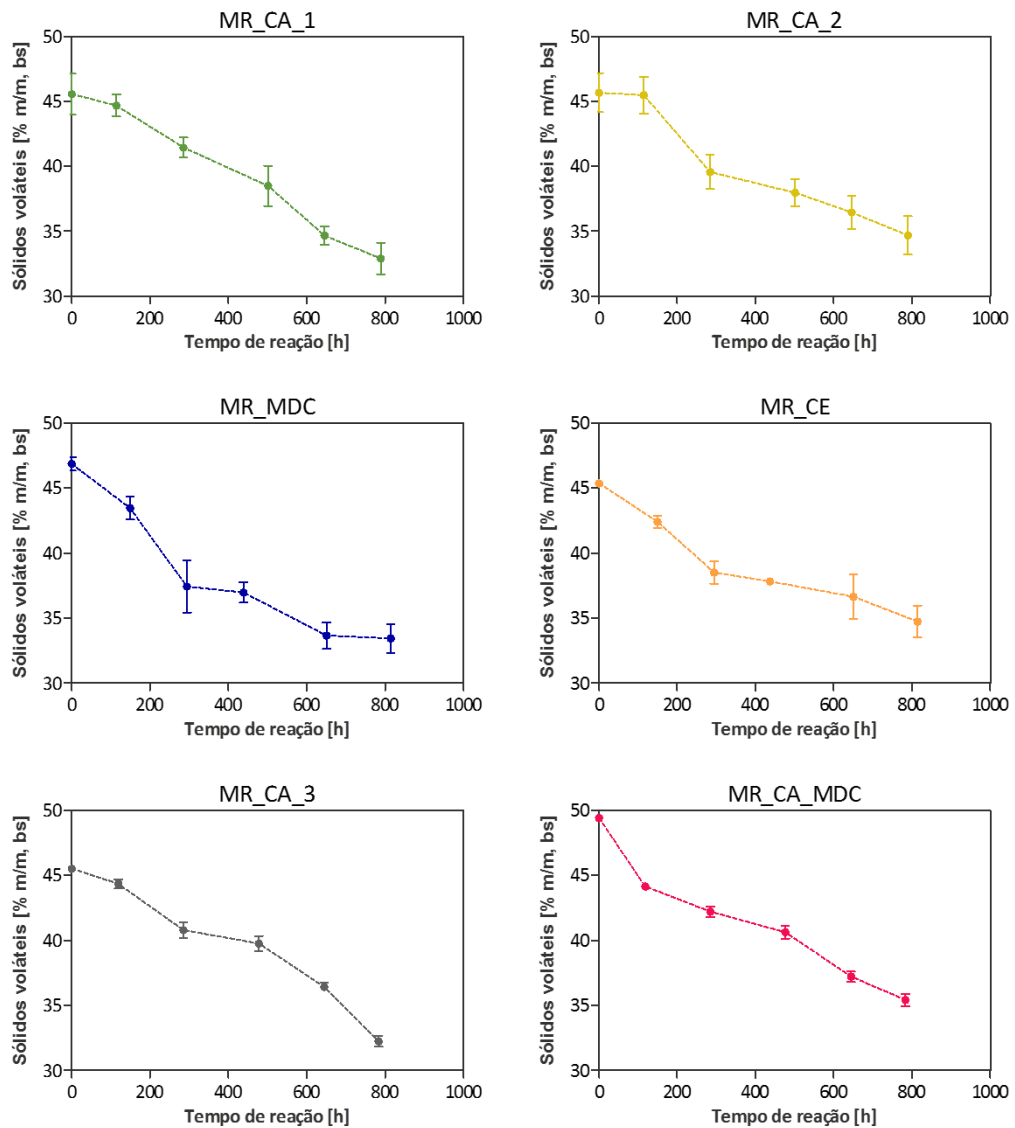 MR_CA_1
Sólidos voláteis [% m/m, bs]
50
45
40
35
30
0 200 400 600 800 1000
Tempo de reação [h]
MR_CA_2
Sólidos voláteis [% m/m, bs]
50
45
40
35
30
0 200 400 600 800 1000
Tempo de reação [h]
MR_MDC
Sólidos voláteis [% m/m, bs]
50
45
40
35
30
0 200 400 600 800 1000
Tempo de reação [h]
MR_CE
Sólidos voláteis [% m/m, bs]
50
45
40
35
30
0 200 400 600 800 1000
Tempo de reação [h]
MR_CA_3
Sólidos voláteis [% m/m, bs]
50
45
40
35
30
0 200 400 600 800 1000
Tempo de reação [h]
MR_CA_MDC
Sólidos voláteis [% m/m, bs]
50
45
40
35
30
0 200 400 600 800 1000
Tempo de reação [h]